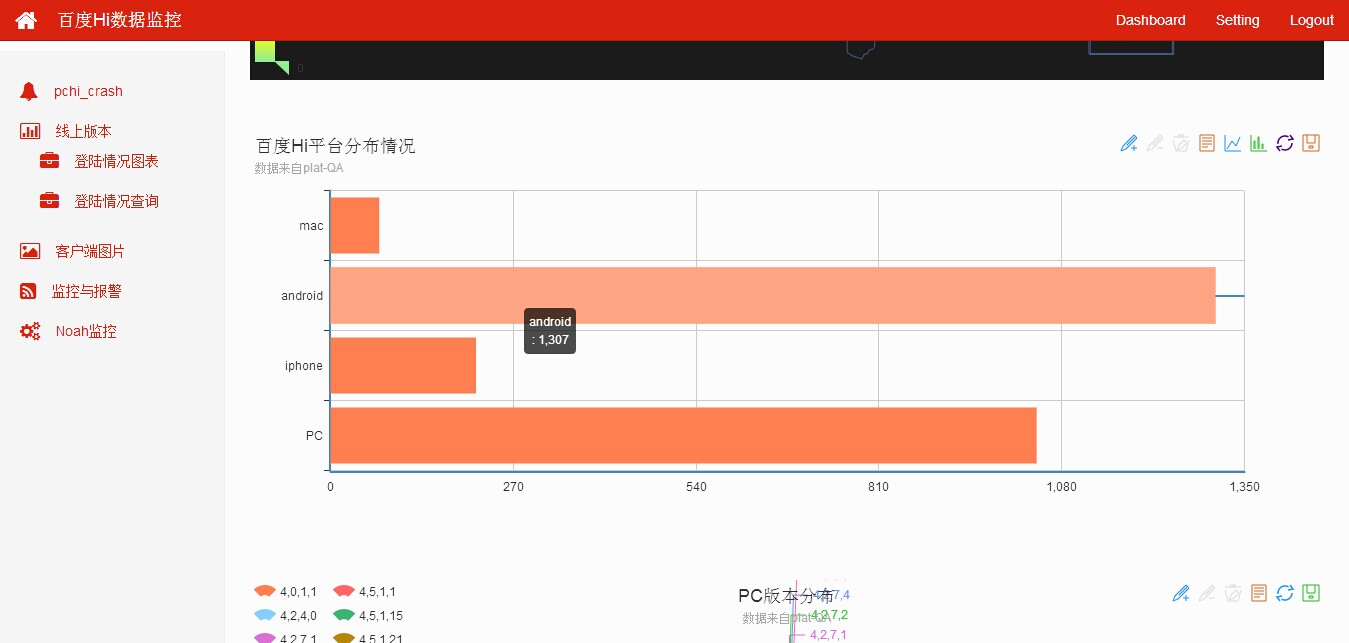 百度Hi数据监控
Dashboard Setting Logout
pchi_crash
线上版本
登陆情况图表
登陆情况查询
客户端图片
监控与报警
Noah监控
0
百度Hi平台分布情况
数据来自plat-QA
mac
android
iphone
PC
android
: 1,307
0 270 540 810 1,080 1,350
4,0,1,1 4,5,1,1
4,2,4,0 4,5,1,15
4,2,7,1 4,5,1,21
PC版本分布
数据来自plat-QA
4,2,7,4
4,2,7,2
4,2,7,1